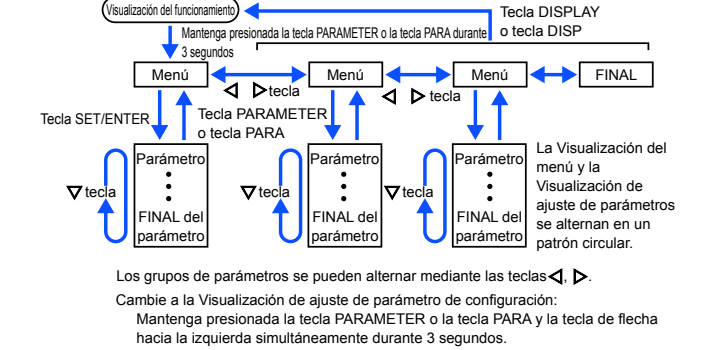 Visualización del funcionamiento
Tecla DISPLAY
o tecla DISP
Mantenga presionada la tecla PARAMETER o la tecla PARA durante
3 segundos
Menú
Menú
Menú
FINAL
◁ ▷ tecla
◁ ▷ tecla
Tecla SET/ENTER
Tecla PARAMETER
o tecla PARA
Parámetro
FINAL del
parámetro
▽ tecla
Parámetro
FINAL del
parámetro
▽ tecla
Parámetro
FINAL del
parámetro
▽ tecla
La Visualización del
menú y la
Visualización de
ajuste de parámetros
se alternan en un
patrón circular.
Los grupos de parámetros se pueden alternar mediante las teclas ◁, ▷.
Cambie a la Visualización de ajuste de parámetro de configuración:
Mantenga presionada la tecla PARAMETER o la tecla PARA y la tecla de flecha
hacia la izquierda simultáneamente durante 3 segundos.